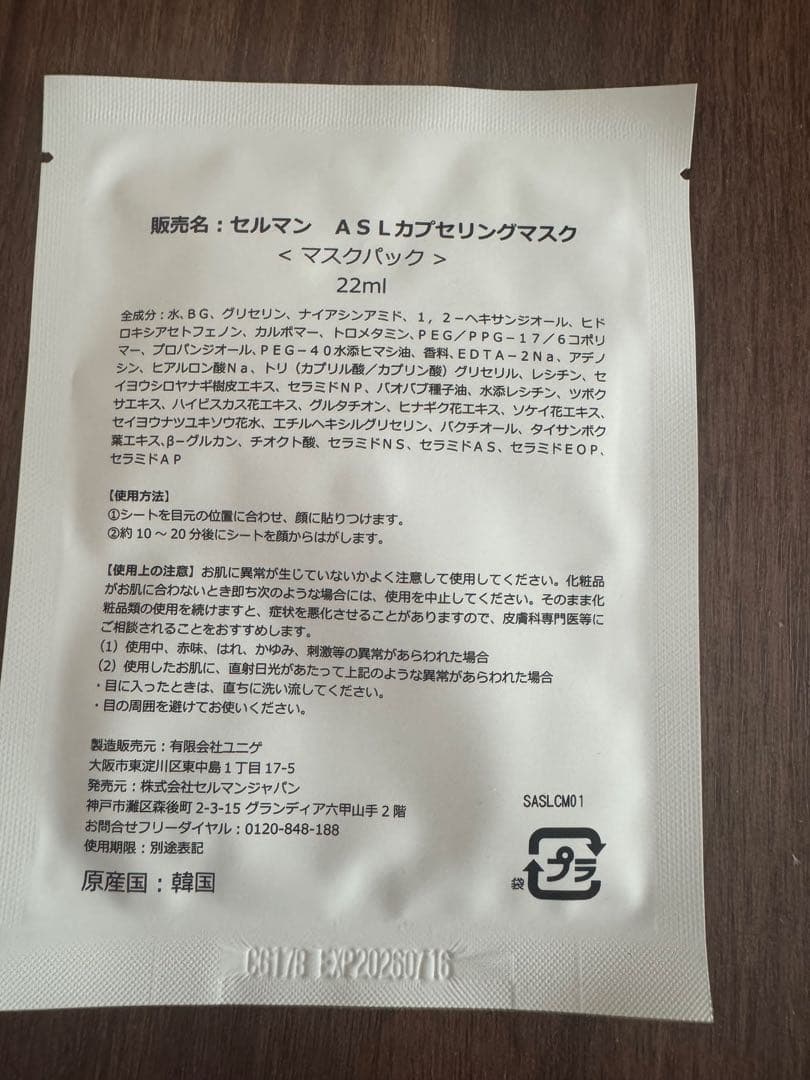 販売名：セルマン　ＡＳＬカプセリングマスク
＜ マスクパック ＞
22ml
全成分：水、ＢＧ、グリセリン、ナイアシンアミド、１，２－ヘキサンジオール、ヒド
ロキシアセトフェノン、カルボマー、トロメタミン、ＰＥＧ／ＰＰＧ－１７／６コポリ
マー、プロパンジオール、ＰＥＧ－４０水添ヒマシ油、香料、ＥＤＴＡ－２Ｎａ、アデノ
シン、ヒアルロン酸Ｎａ、トリ（カプリル酸／カプリン酸）グリセリル、レシチン、セ
イヨウシロヤナギ樹皮エキス、セラミドＮＰ、バオバブ種子油、水添レシチン、ツボク
サエキス、ハイビスカス花エキス、グルタチオン、ヒナギク花エキス、ソケイ花エキス、
セイヨウナツユキソウ花水、エチルヘキシルグリセリン、バクチオール、タイサンボク
葉エキス、β－グルカン、チオクト酸、セラミドＮＳ、セラミドＡＳ、セラミドＥＯＰ、
セラミドＡＰ
【使用方法】
①シートを目元の位置に合わせ、顔に貼りつけます。
②約 10 ～ 20 分後にシートを顔からはがします。
【使用上の注意】お肌に異常が生じていないかよく注意して使用してください。化粧品
がお肌に合わないとき即ち次のような場合には、使用を中止してください。そのまま化
粧品類の使用を続けますと、症状を悪化させることがありますので、皮膚科専門医等に
ご相談されることをおすすめします。
（1）使用中、赤味、はれ、かゆみ、刺激等の異常があらわれた場合
（2）使用したお肌に、直射日光があたって上記のような異常があらわれた場合
・目に入ったときは、直ちに洗い流してください。
・目の周囲を避けてお使いください。
製造販売元：有限会社ユニゲ
大阪市東淀川区東中島１丁目 17-5
発売元：株式会社セルマンジャパン
神戸市灘区森後町 2-3-15 グランディア六甲山手２階
お問合せフリーダイヤル：0120-848-188
使用期限：別途表記
原産国：韓国
SASLCM01
プラ
袋
CG178 EXP20260716